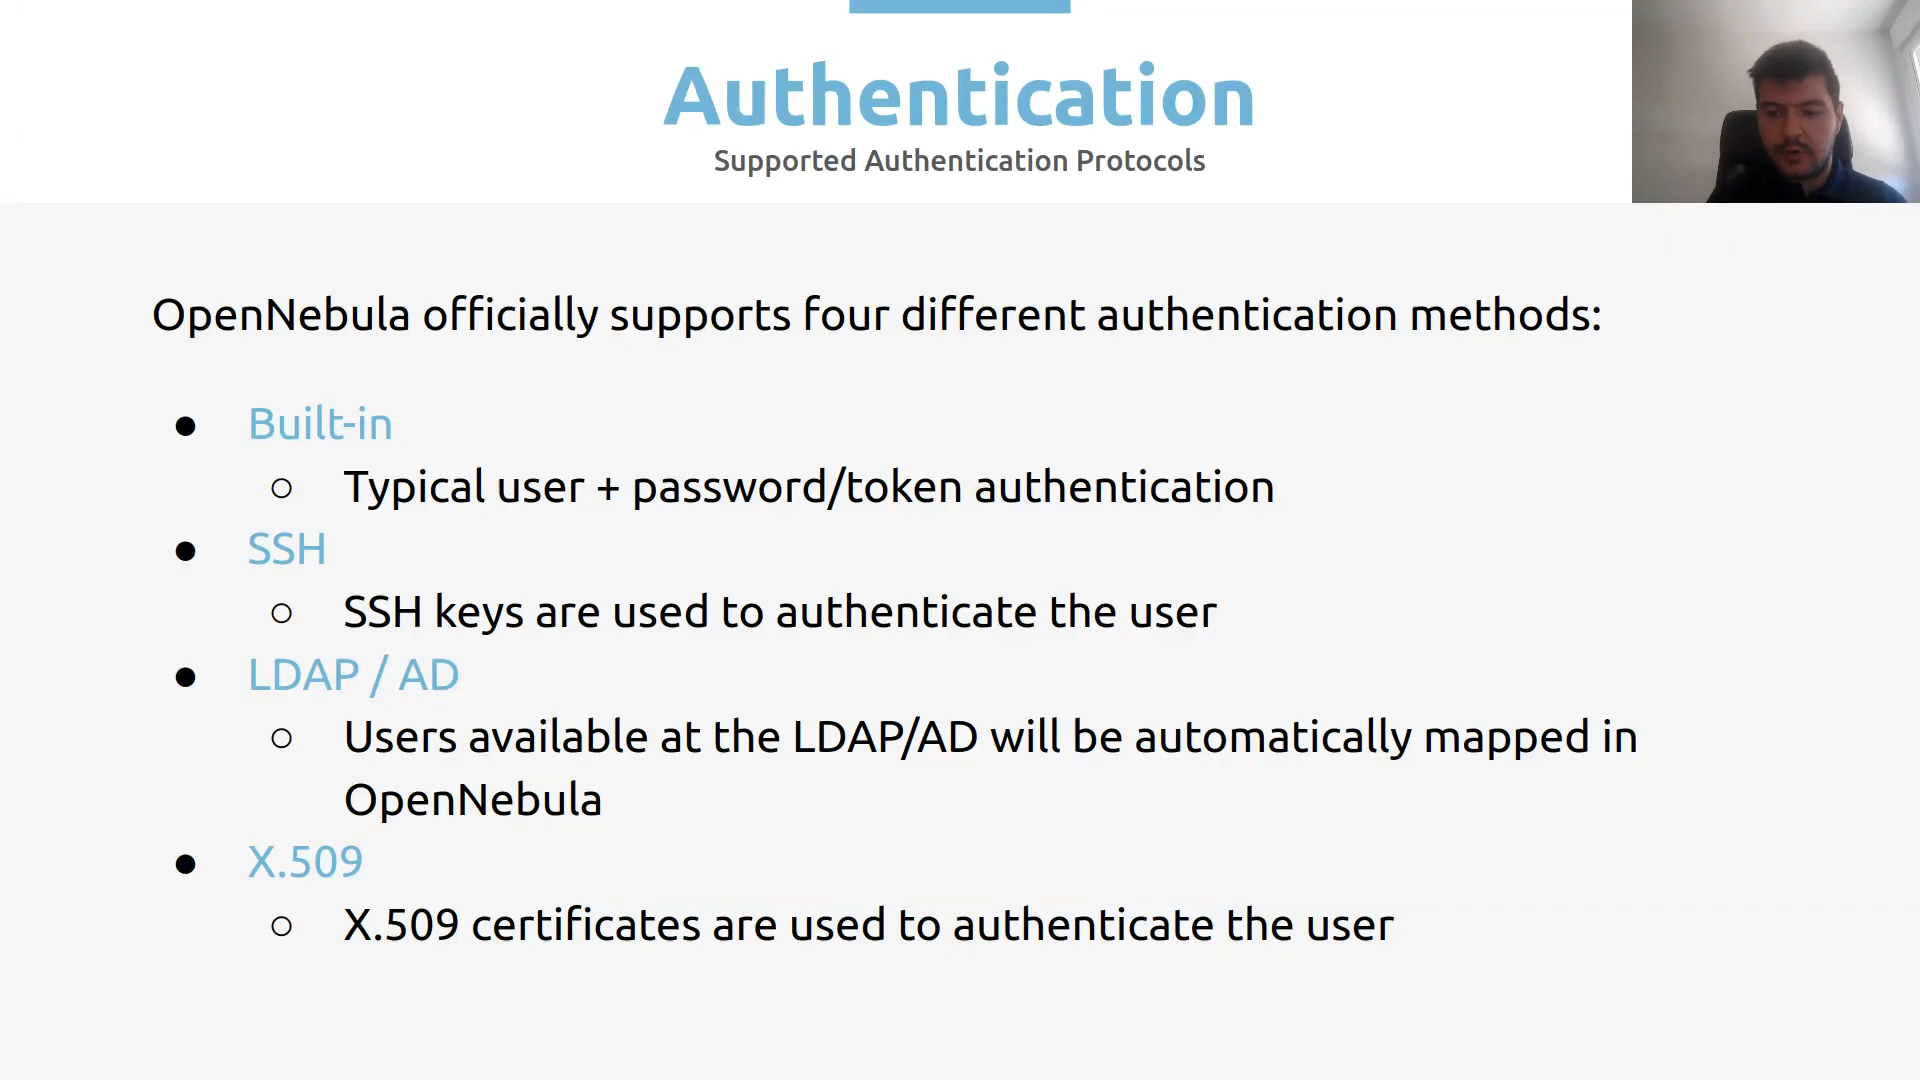 Authentication
Supported Authentication Protocols
OpenNebula officially supports four different authentication methods:
● Built-in
○ Typical user + password/token authentication
● SSH
○ SSH keys are used to authenticate the user
● LDAP / AD
○ Users available at the LDAP/AD will be automatically mapped in
OpenNebula
● X.509
○ X.509 certificates are used to authenticate the user